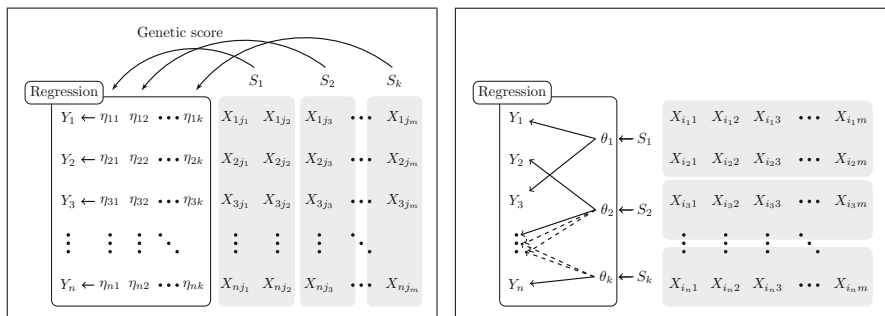 Genetic score
S₁ S₂ Sₖ
Regression
Y₁ ← η₁₁ η₁₂ ••• η₁ₖ X₁ⱼ₁ X₁ⱼ₂ X₁ⱼ₃ ••• X₁ⱼₘ
Y₂ ← η₂₁ η₂₂ ••• η₂ₖ X₂ⱼ₁ X₂ⱼ₂ X₂ⱼ₃ ••• X₂ⱼₘ
Y₃ ← η₃₁ η₃₂ ••• η₃ₖ X₃ⱼ₁ X₃ⱼ₂ X₃ⱼ₃ ••• X₃ⱼₘ
⋮ ⋮ ⋮ ⋱ ⋮ ⋮ ⋮ ⋱
Yₙ ← ηₙ₁ ηₙ₂ ••• ηₙₖ Xₙⱼ₁ Xₙⱼ₂ Xₙⱼ₃ ••• Xₙⱼₘ
Regression
Y₁ Xᵢ₁1 Xᵢ₁2 Xᵢ₁3 ••• Xᵢ₁m
θ₁ ← S₁
Y₂ Xᵢ₂1 Xᵢ₂2 Xᵢ₂3 ••• Xᵢ₂m
Y₃ Xᵢ₃1 Xᵢ₃2 Xᵢ₃3 ••• Xᵢ₃m
θ₂ ← S₂
⋮ ⋮ ⋮ ⋮ ⋱
θₖ ← Sₖ
Yₙ Xᵢₙ1 Xᵢₙ2 Xᵢₙ3 ••• Xᵢₙm